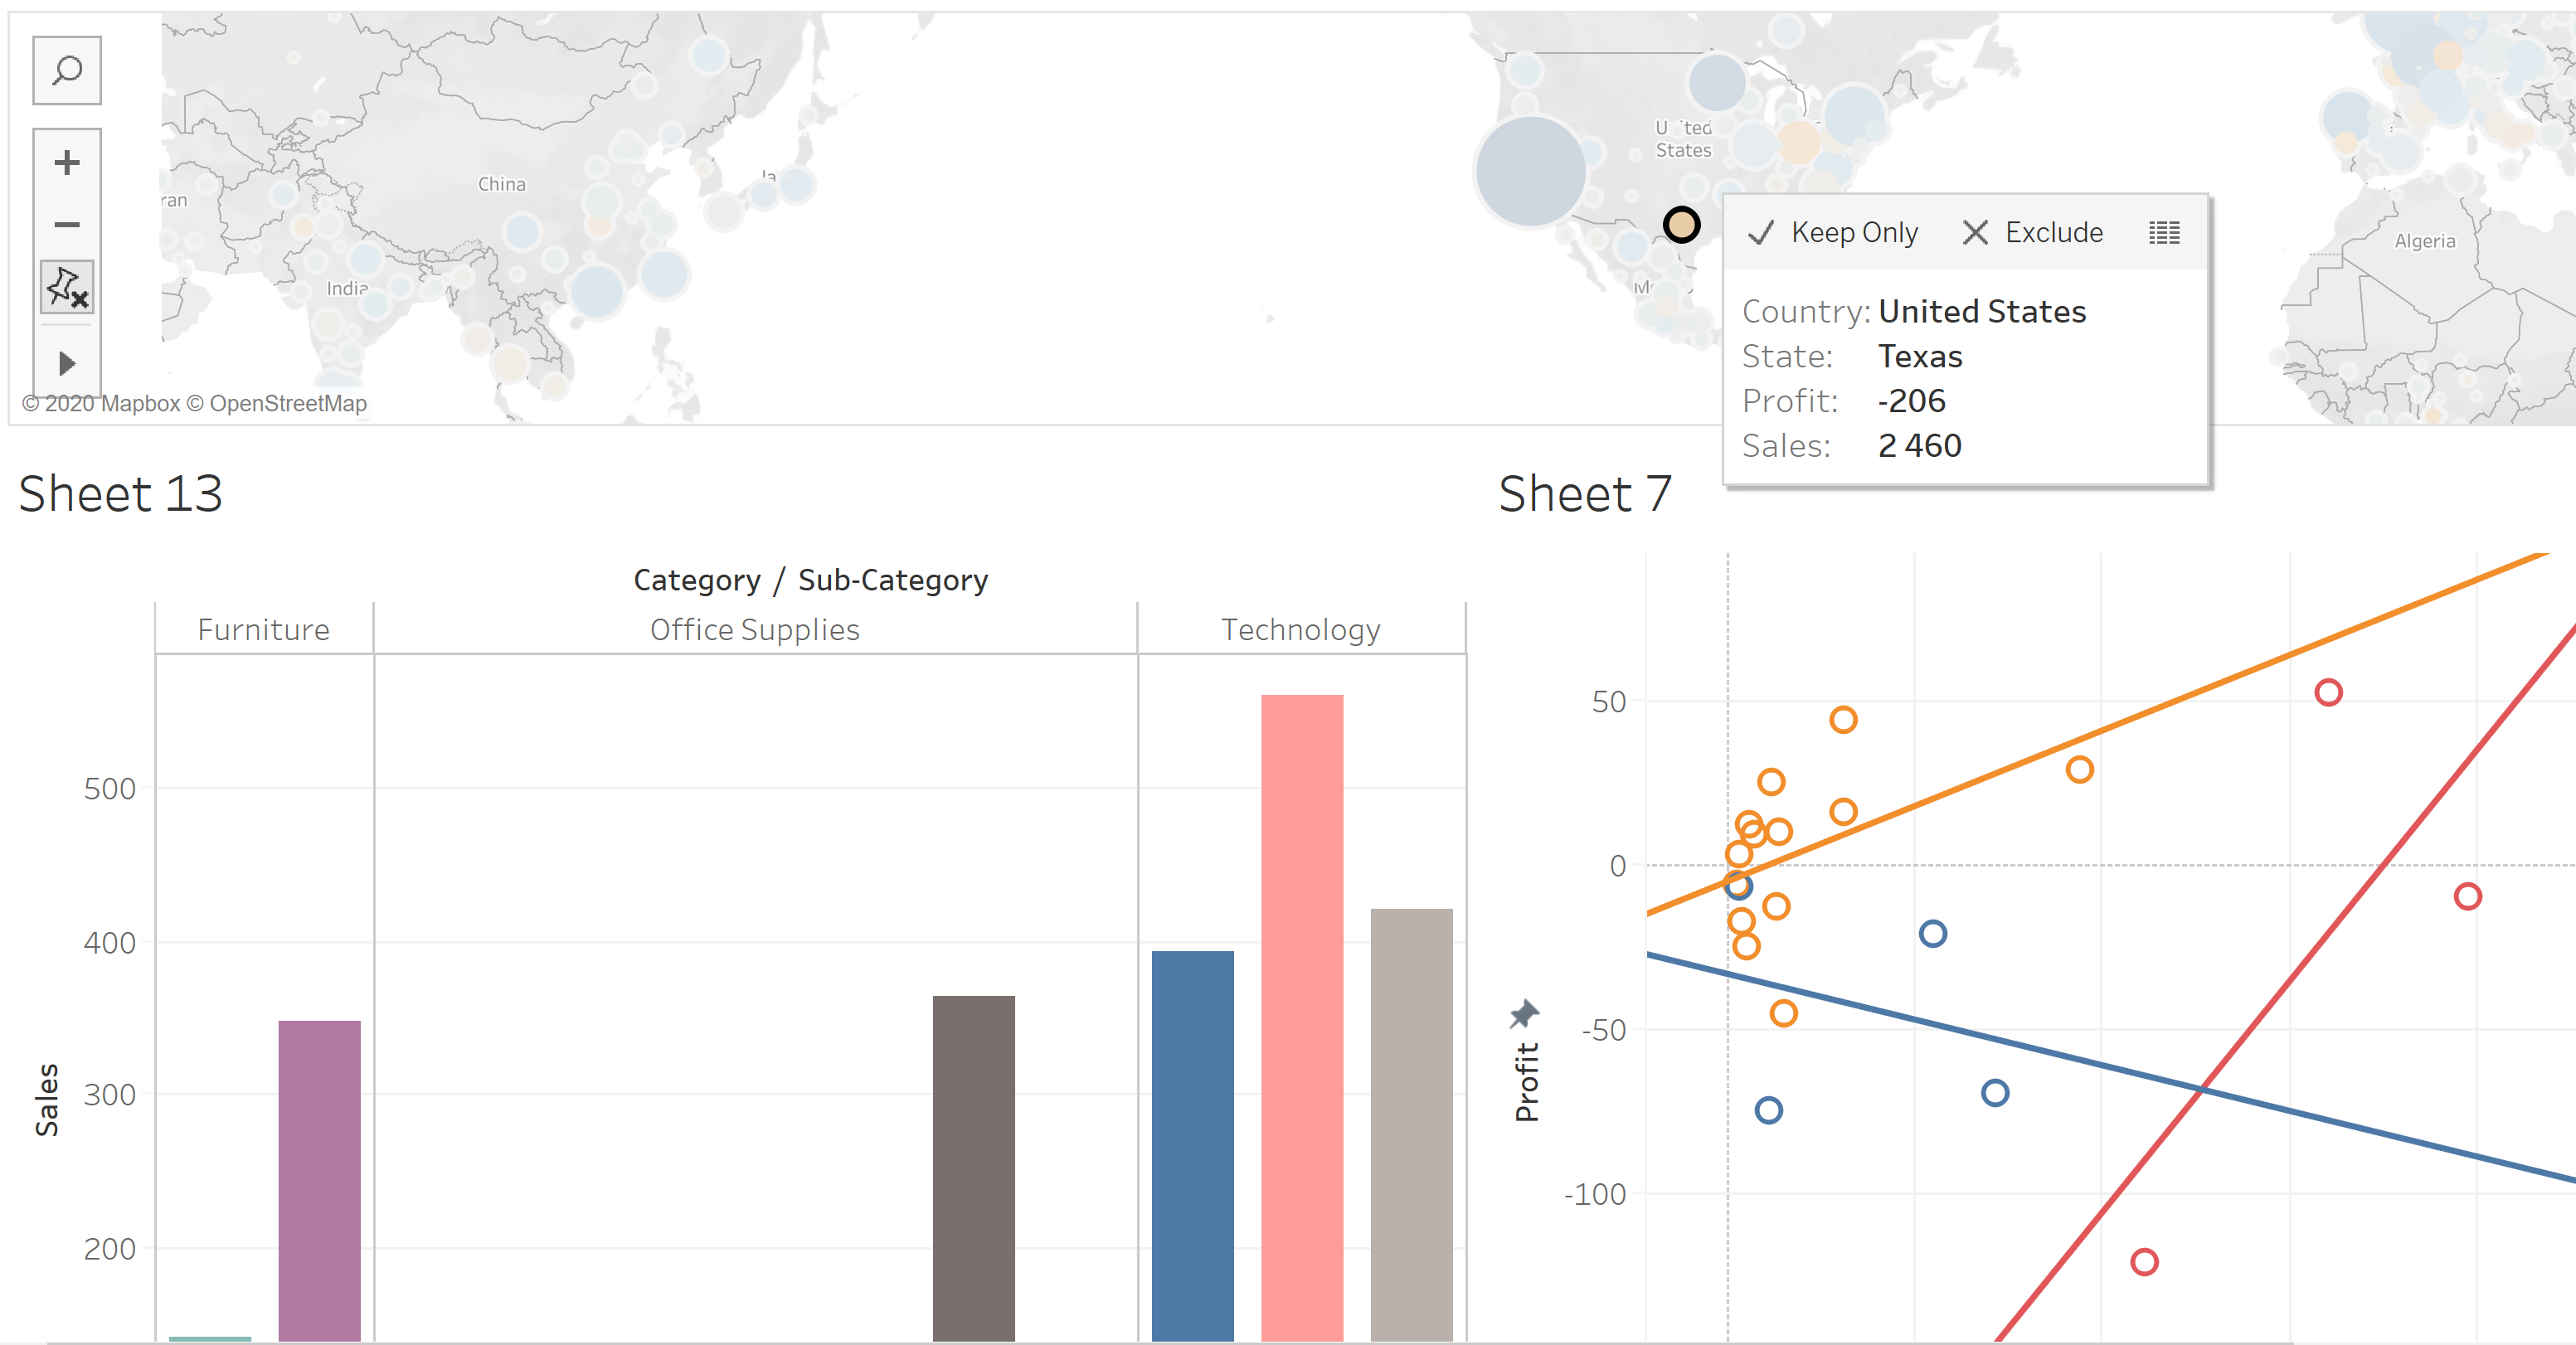 United
States
China
ran
India
Algeria
Keep Only Exclude
Country: United States
State: Texas
Profit: -206
Sales: 2 460
© 2020 Mapbox © OpenStreetMap
Sheet 13
Sheet 7
Category / Sub-Category
Furniture Office Supplies Technology
Sales
500
400
300
200
Profit
50
0
-50
-100